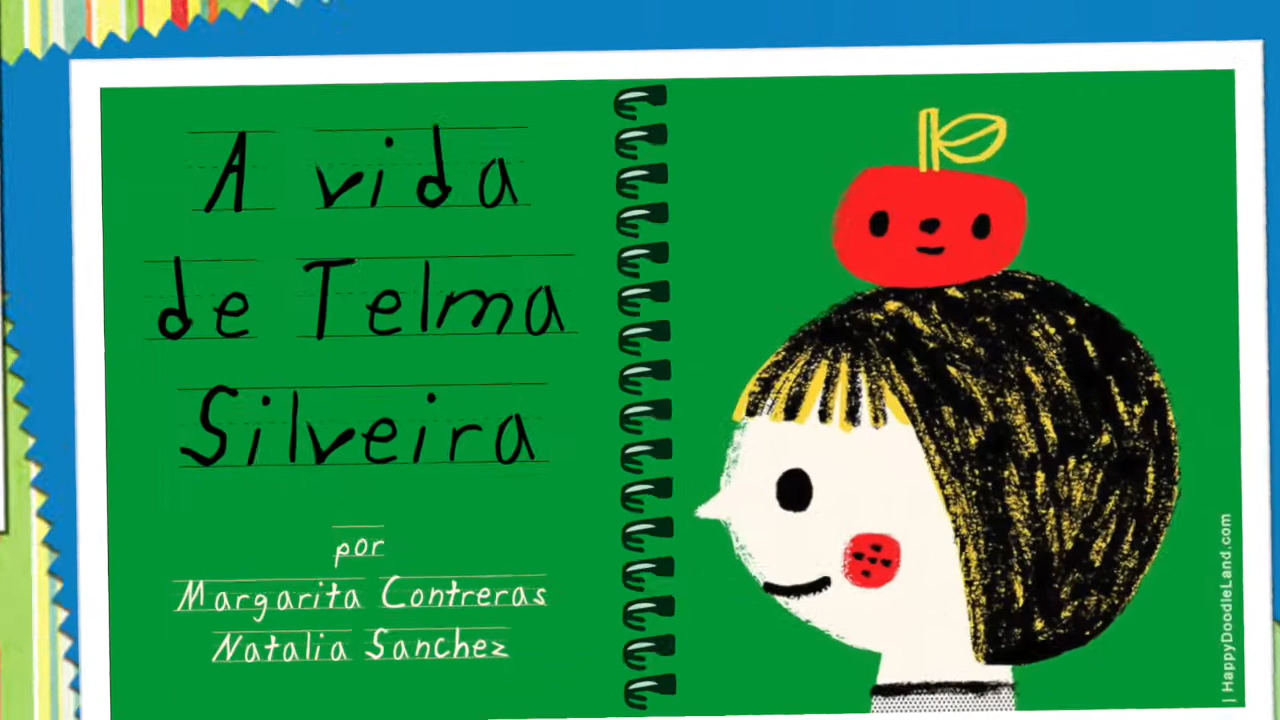 A vida
de Telma
Silveira
por
Margarita Contreras
Natalia Sanchez
| HappyDoodleLand.com